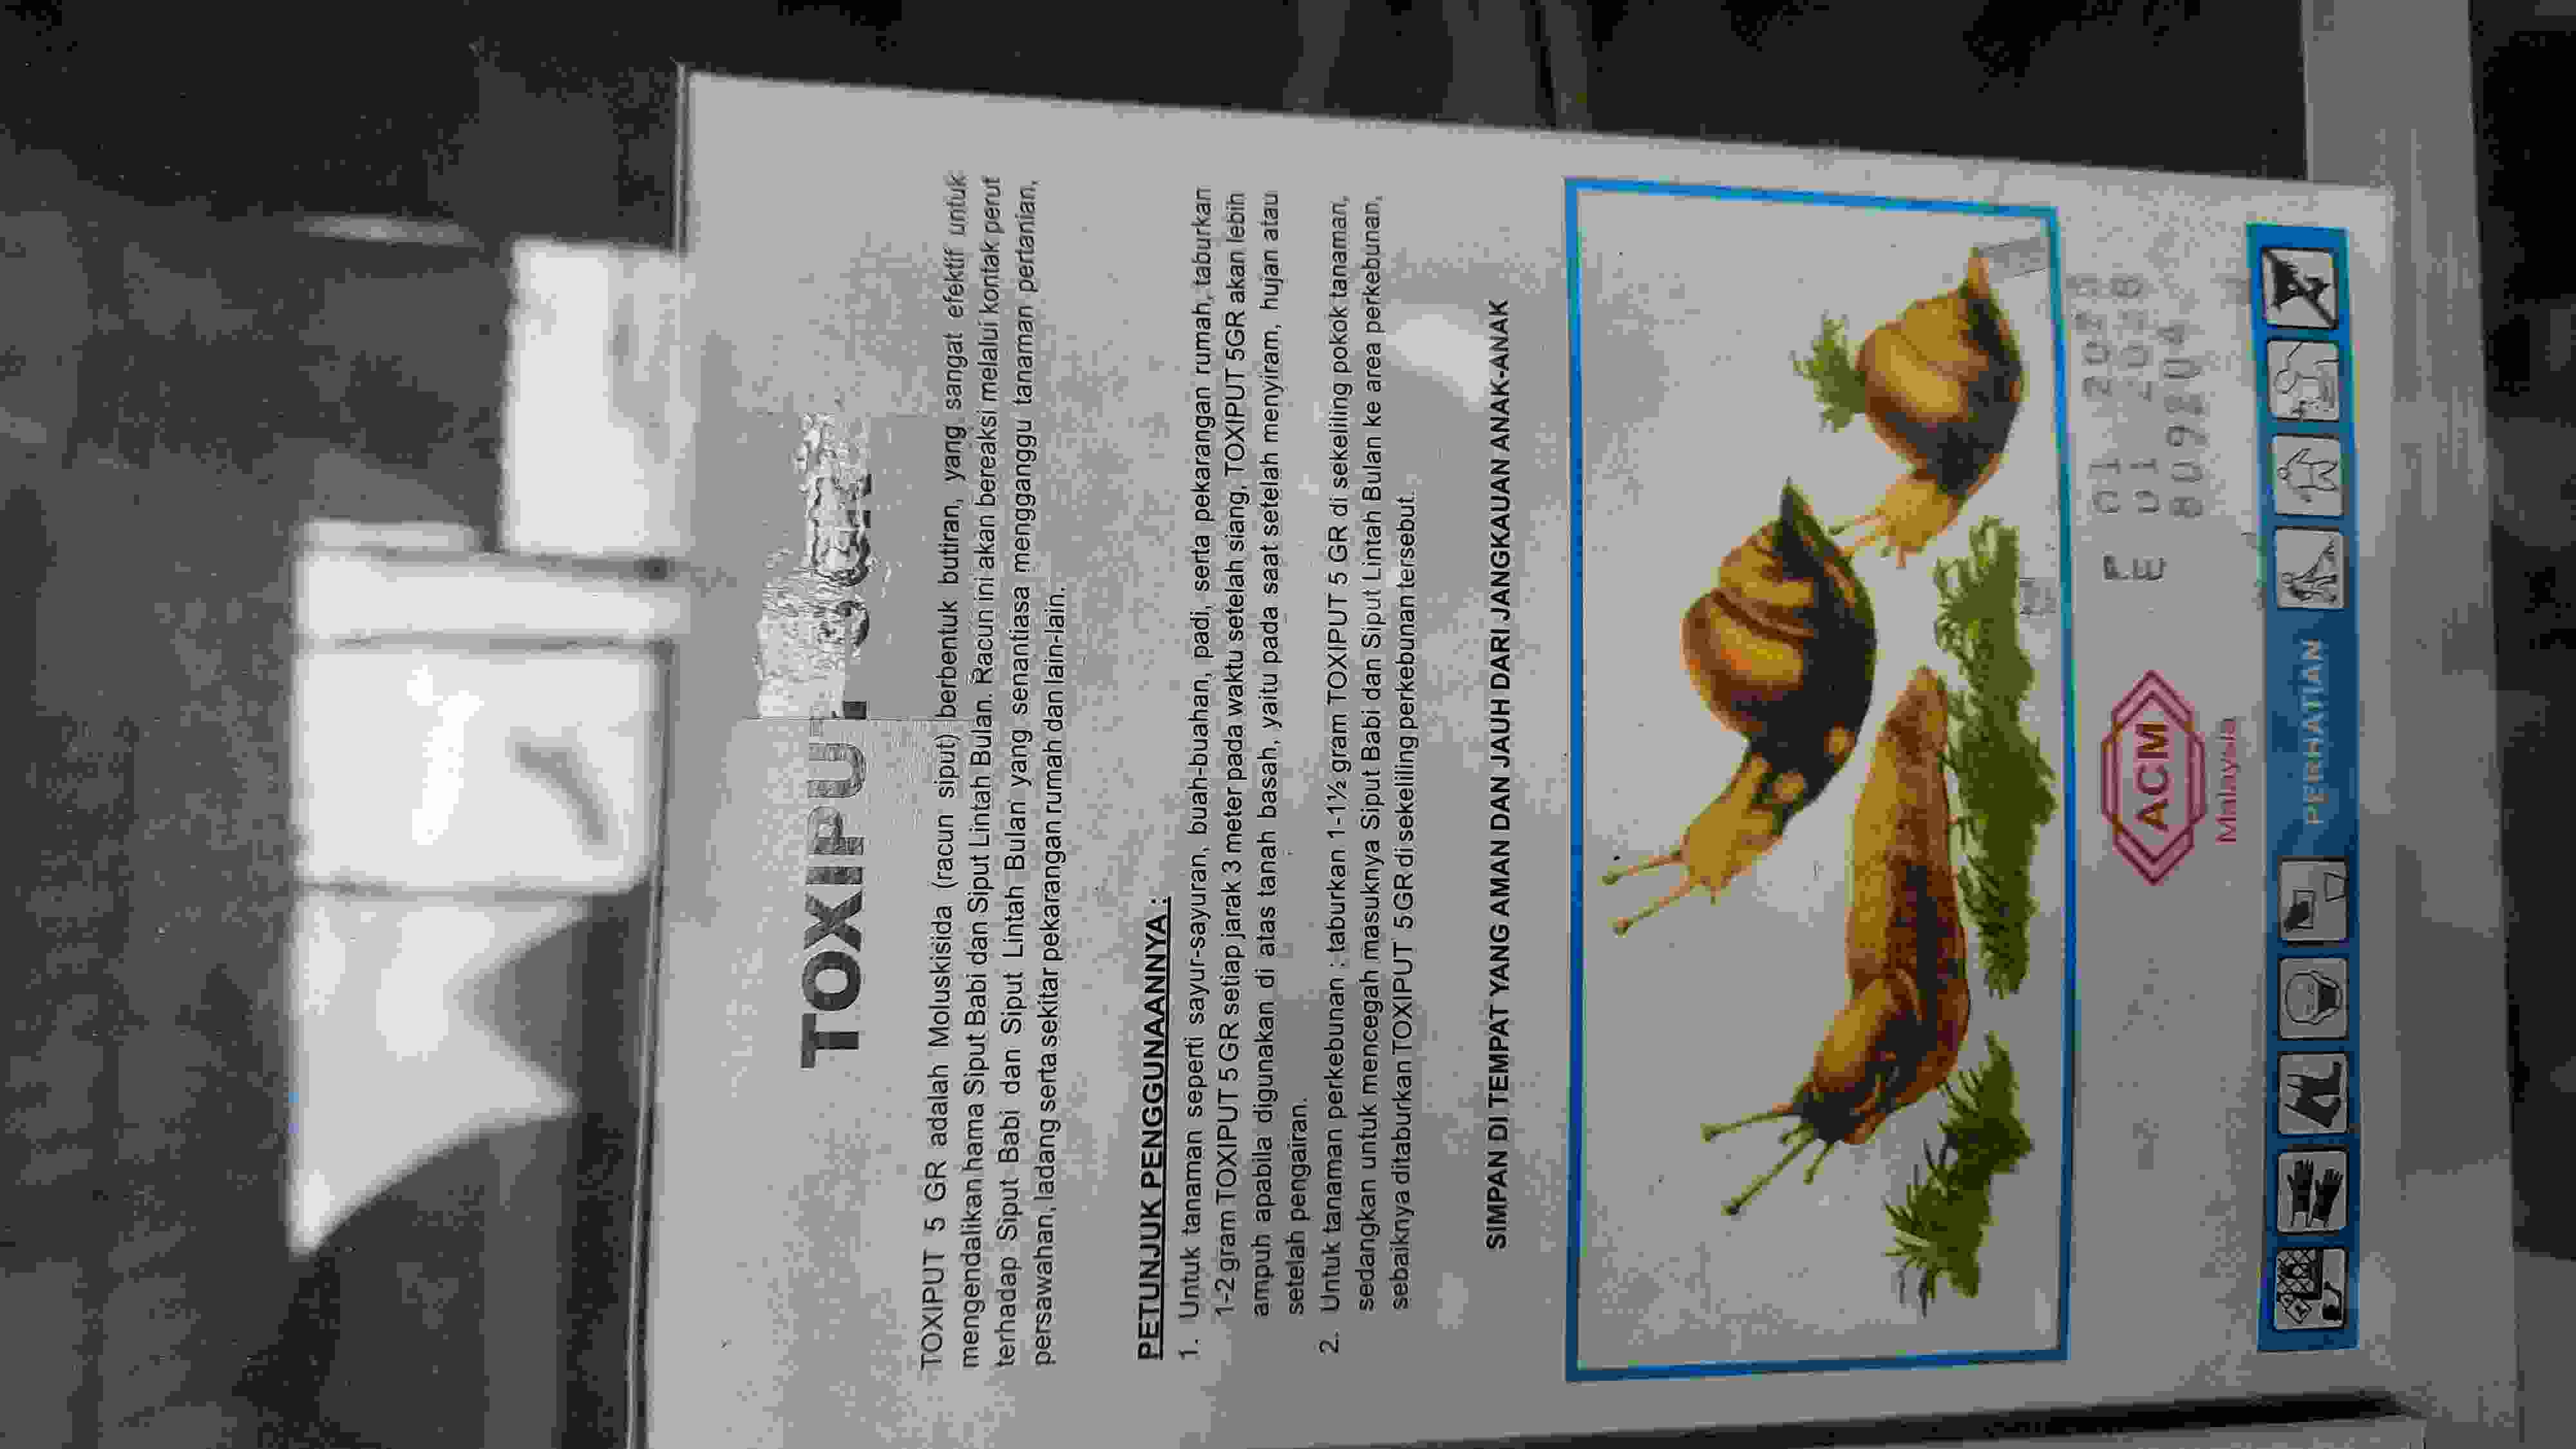 TOXIPUT 5 GR
TOXIPUT 5 GR adalah Moluskisida (racun siput) berbentuk butiran, yang sangat efektif untuk
mengendalikan hama Siput Babi dan Siput Lintah Bulan. Racun ini akan bereaksi melalui kontak perut
terhadap Siput Babi dan Siput Lintah Bulan yang senantiasa mengganggu tanaman pertanian,
persawahan, ladang serta sekitar pekarangan rumah dan lain-lain.
PETUNJUK PENGGUNAANNYA :
1. Untuk tanaman seperti sayur-sayuran, buah-buahan, padi, serta pekarangan rumah, taburkan
1-2 gram TOXIPUT 5 GR setiap jarak 3 meter pada waktu setelah siang, TOXIPUT 5GR akan lebih
ampuh apabila digunakan di atas tanah basah, yaitu pada saat setelah menyiram, hujan atau
setelah pengairan.
2. Untuk tanaman perkebunan : taburkan 1-1½ gram TOXIPUT 5 GR di sekeliling pokok tanaman,
sedangkan untuk mencegah masuknya Siput Babi dan Siput Lintah Bulan ke area perkebunan,
sebaiknya ditaburkan TOXIPUT 5 GR di sekeliling perkebunan tersebut.
SIMPAN DI TEMPAT YANG AMAN DAN JAUH DARI JANGKAUAN ANAK-ANAK
ACM
Malaysia
01
E 01
809204
PERHATIAN